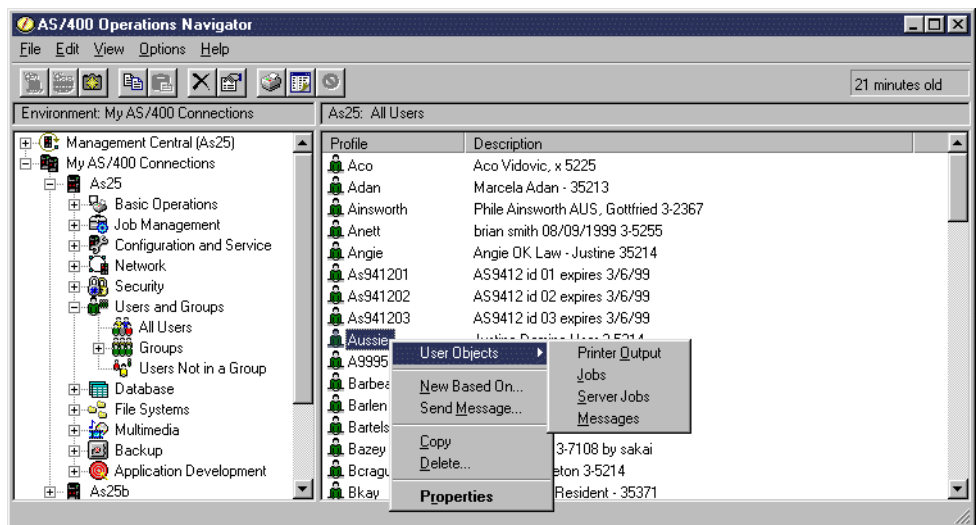 AS/400 Operations Navigator
File Edit View Options Help
21 minutes old
Environment: My AS/400 Connections
As25: All Users
Management Central (As25)
My AS/400 Connections
As25
Basic Operations
Job Management
Configuration and Service
Network
Security
Users and Groups
All Users
Groups
Users Not in a Group
Database
File Systems
Multimedia
Backup
Application Development
As25b
Profile Description
Aco Aco Vidovic, x 5225
Adan Marcela Adan - 35213
Ainsworth Phile Ainsworth AUS, Gottfried 3-2367
Anett brian smith 08/09/1999 3-5255
Angie Angie OK Law - Justine 35214
As941201 AS9412 id 01 expires 3/6/99
As941202 AS9412 id 02 expires 3/6/99
As941203 AS9412 id 03 expires 3/6/99
Aussie
A9995
Barbea
Barlen
Bartels
Bazey 3-7108 by sakai
Bcragu eton 3-5214
Bkay Resident - 35371
User Objects
New Based On...
Send Message...
Copy
Delete...
Properties
Printer Output
Jobs
Server Jobs
Messages